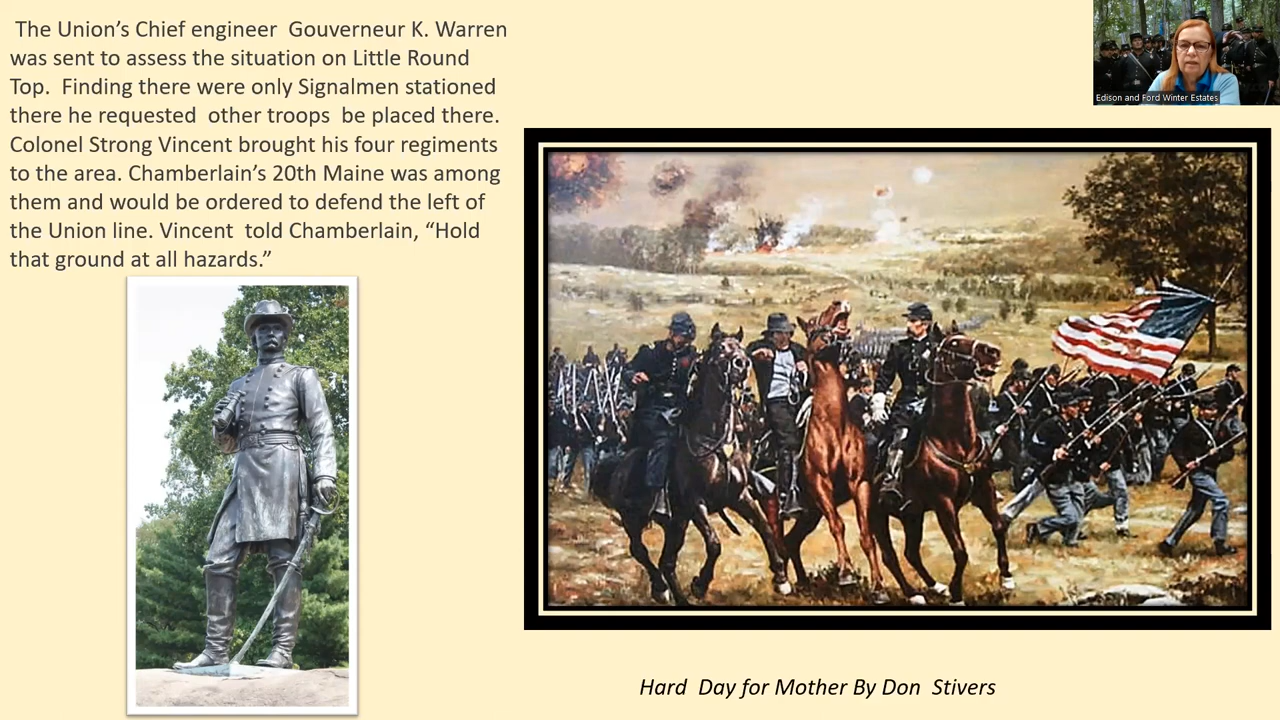 The Union’s Chief engineer  Gouverneur K. Warren
was sent to assess the situation on Little Round
Top.  Finding there were only Signalmen stationed
there he requested  other troops  be placed there.
Colonel Strong Vincent brought his four regiments
to the area. Chamberlain’s 20th Maine was among
them and would be ordered to defend the left of
the Union line. Vincent  told Chamberlain, “Hold
that ground at all hazards.”
Edison and Ford Winter Estates
Hard  Day for Mother By Don  Stivers